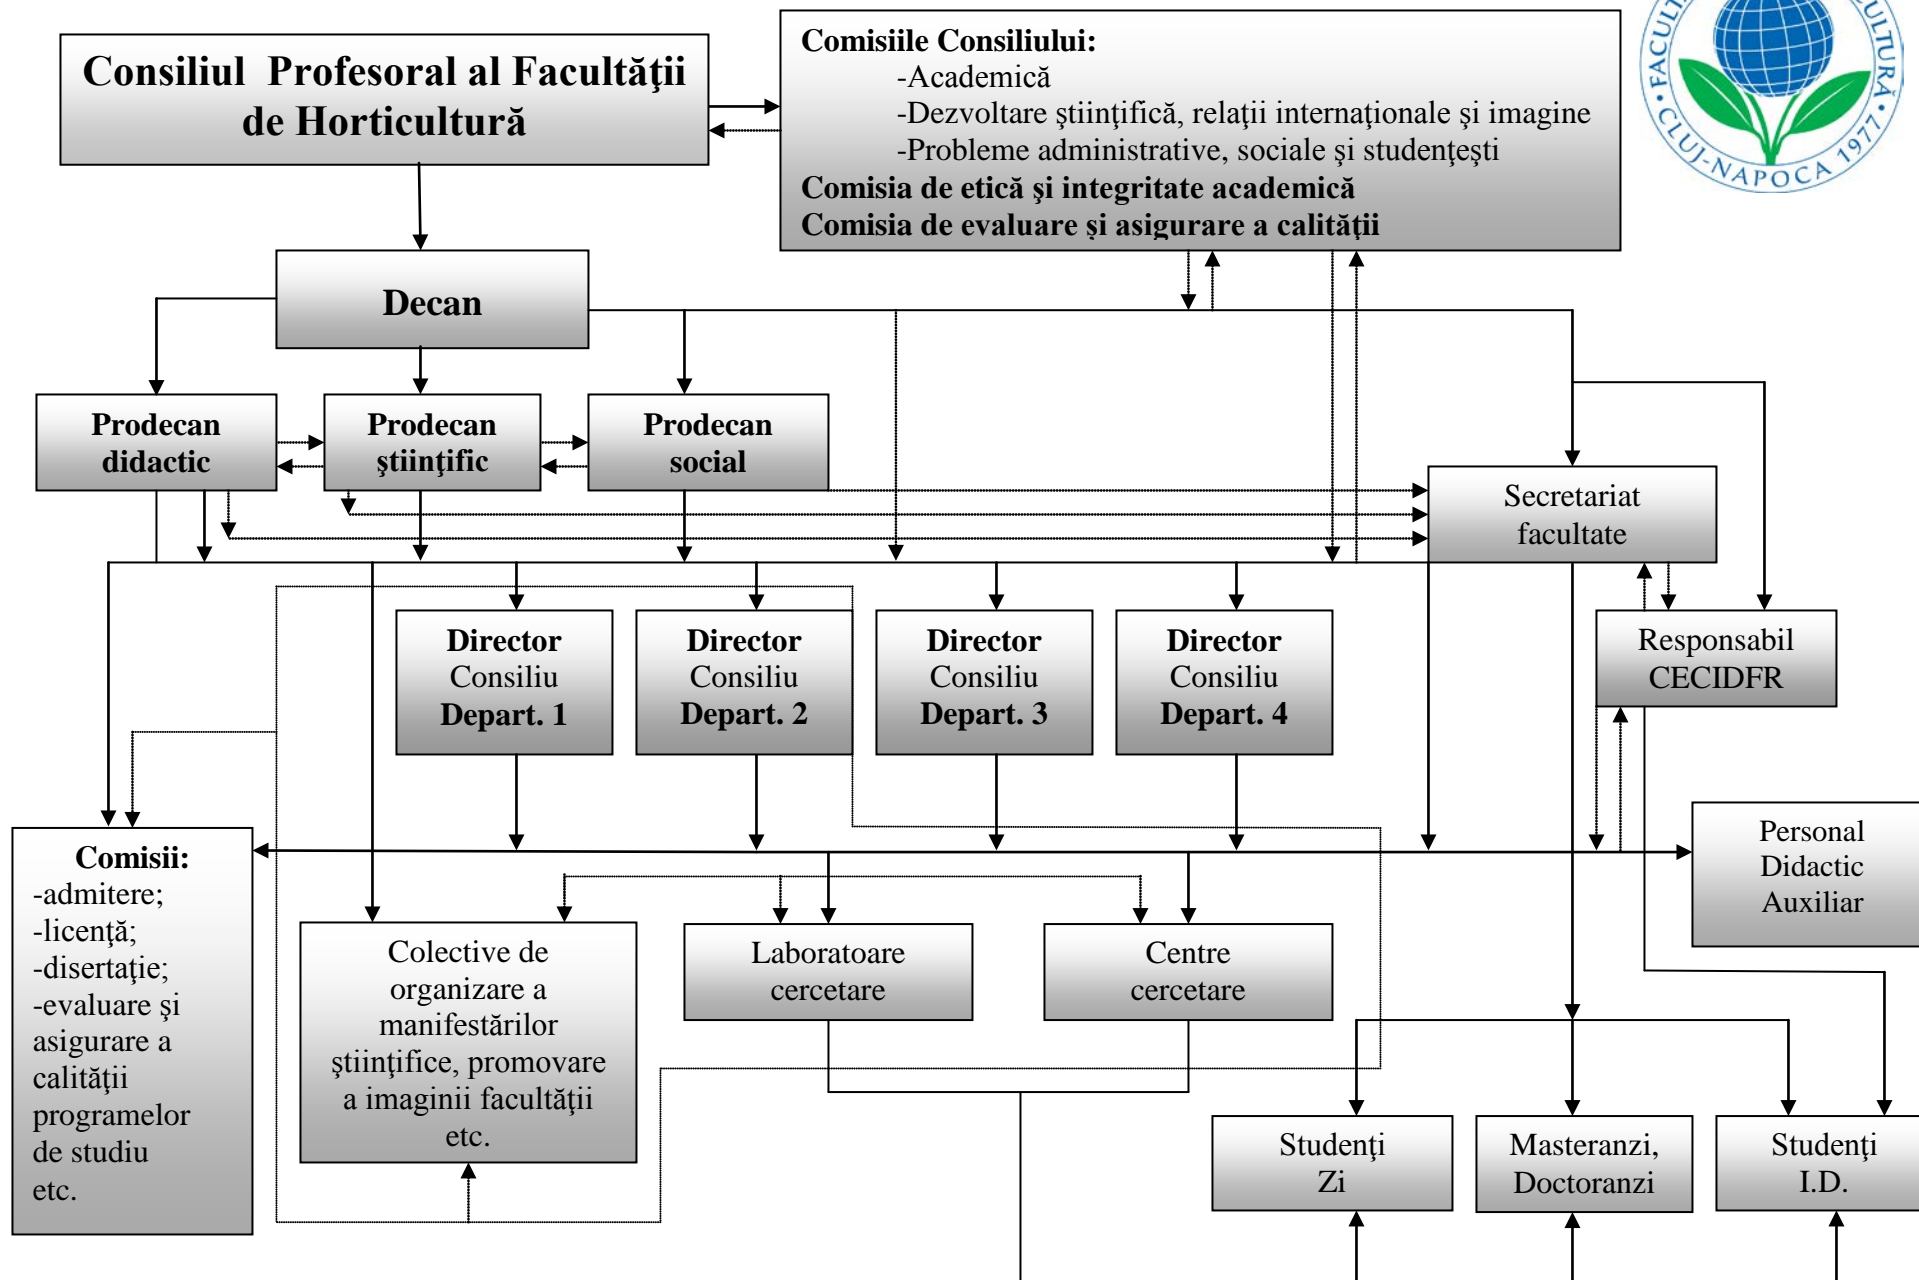 Consiliul Profesoral al Facultăţii
de Horticultură
Comisiile Consiliului:
-Academică
-Dezvoltare ştiinţifică, relaţii internaţionale şi imagine
-Probleme administrative, sociale şi studenţeşti
Comisia de etică şi integritate academică
Comisia de evaluare şi asigurare a calităţii
CLUJ-NAPOCA 1977
Decan
Prodecan
didactic
Prodecan
ştiinţific
Prodecan
social
Secretariat
facultate
Director
Consiliu
Depart. 1
Director
Consiliu
Depart. 2
Director
Consiliu
Depart. 3
Director
Consiliu
Depart. 4
Responsabil
CECIDFR
Comisii:
-admitere;
-licenţă;
-disertaţie;
-evaluare şi
asigurare a
calităţii
programelor
de studiu
etc.
Colective de
organizare a
manifestărilor
ştiinţifice, promovare
a imaginii facultăţii
etc.
Laboratoare
cercetare
Centre
cercetare
Personal
Didactic
Auxiliar
Studenţi
Zi
Masteranzi,
Doctoranzi
Studenţi
I.D.